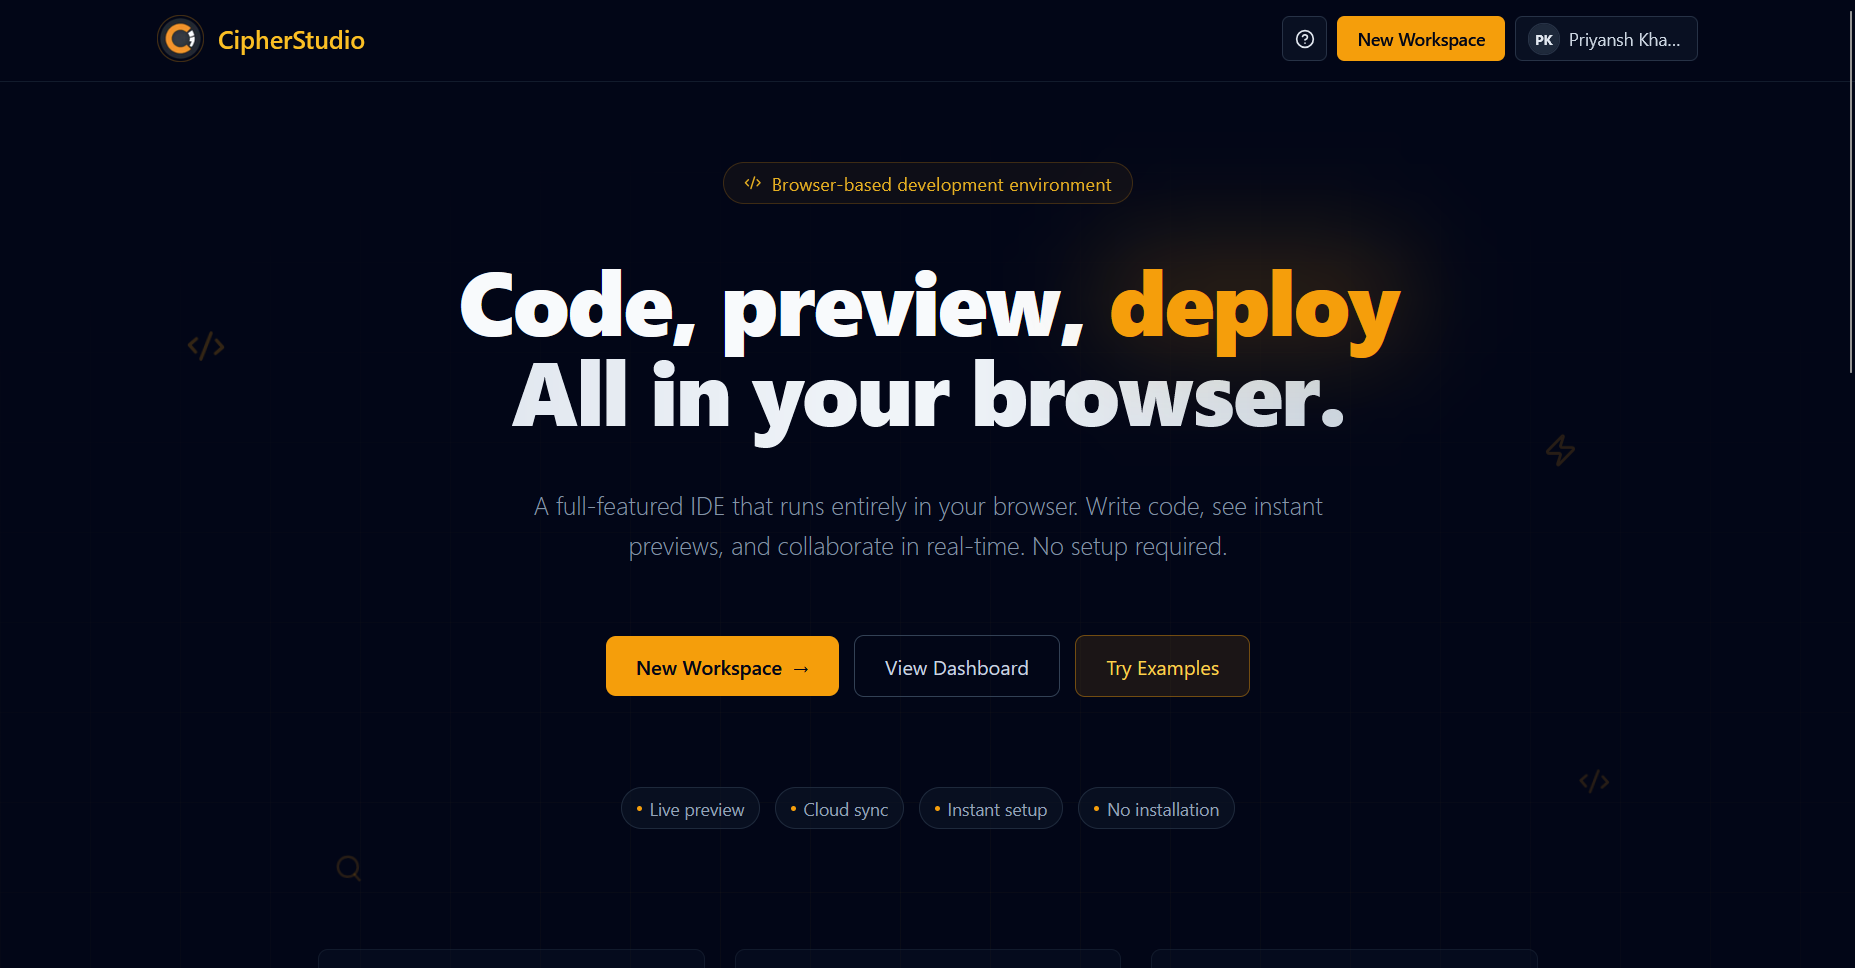 CipherStudio
New Workspace
PK
Priyansh Kha...
</> Browser-based development environment
Code, preview, deploy
All in your browser.
A full-featured IDE that runs entirely in your browser. Write code, see instant
previews, and collaborate in real-time. No setup required.
New Workspace →
View Dashboard
Try Examples
• Live preview
• Cloud sync
• Instant setup
• No installation